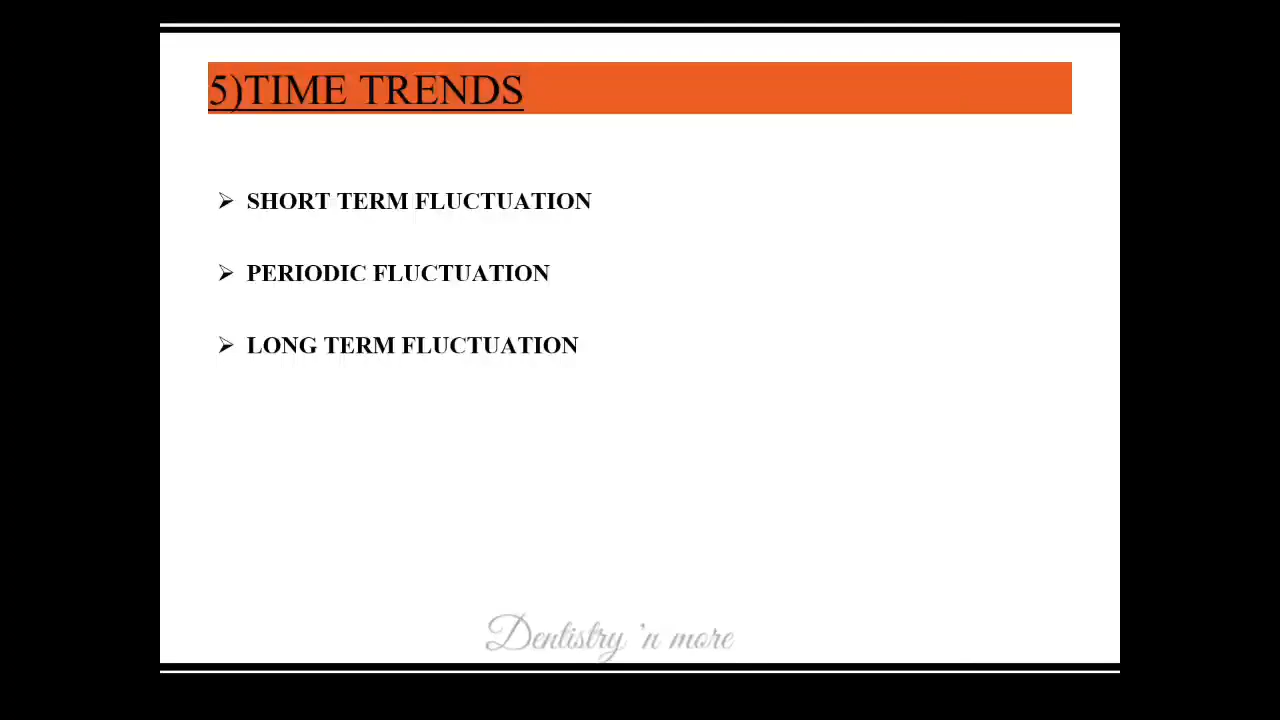 5)TIME TRENDS
SHORT TERM FLUCTUATION
PERIODIC FLUCTUATION
LONG TERM FLUCTUATION
Dentistry 'n more